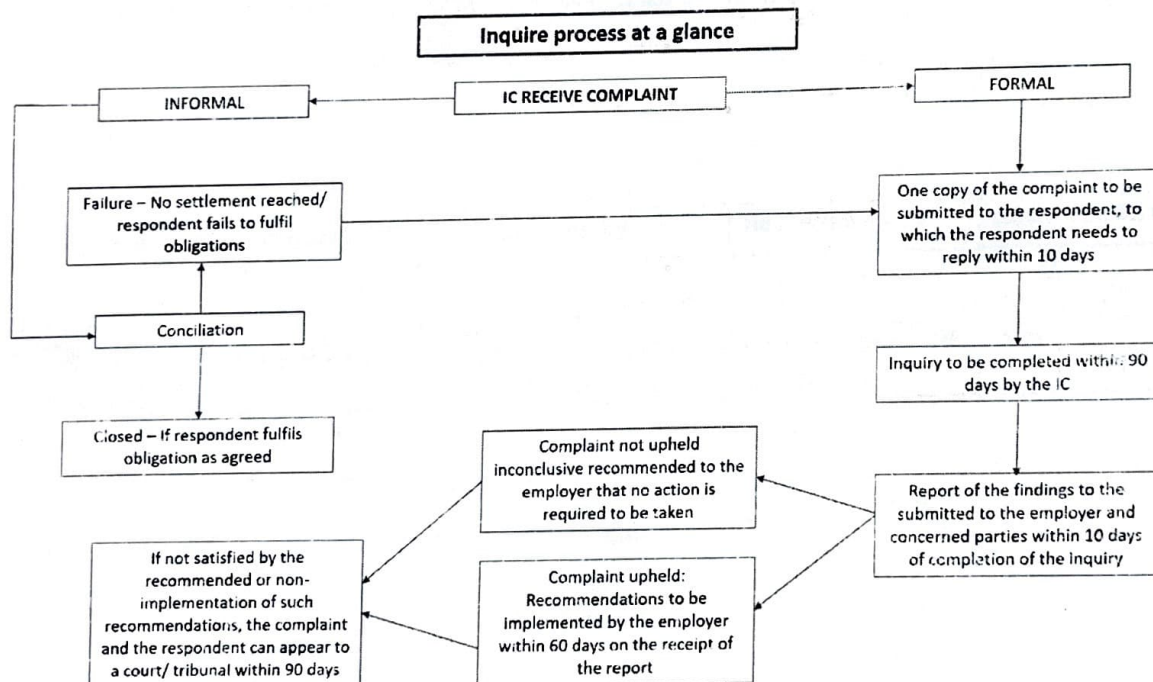 Inquire process at a glance
INFORMAL
IC RECEIVE COMPLAINT
FORMAL
Failure – No settlement reached/
respondent fails to fulfil
obligations
One copy of the complaint to be
submitted to the respondent, to
which the respondent needs to
reply within 10 days
Conciliation
Inquiry to be completed within 90
days by the IC
Closed – If respondent fulfils
obligation as agreed
Complaint not upheld
inconclusive recommended to the
employer that no action is
required to be taken
Report of the findings to the
submitted to the employer and
concerned parties within 10 days
of completion of the inquiry
If not satisfied by the
recommended or non-
implementation of such
recommendations, the complaint
and the respondent can appear to
a court/ tribunal within 90 days
Complaint upheld:
Recommendations to be
implemented by the employer
within 60 days on the receipt of
the report